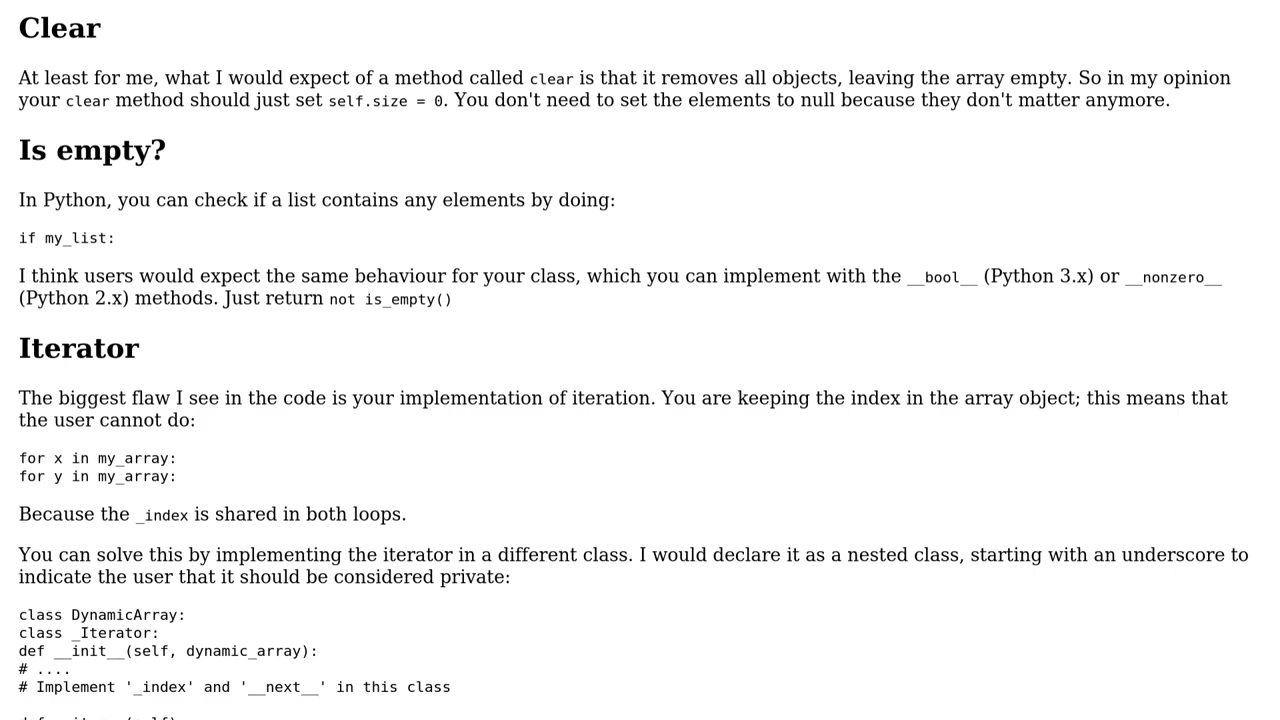 Clear
At least for me, what I would expect of a method called clear is that it removes all objects, leaving the array empty. So in my opinion
your clear method should just set self.size = 0. You don't need to set the elements to null because they don't matter anymore.
Is empty?
In Python, you can check if a list contains any elements by doing:
if my_list:
I think users would expect the same behaviour for your class, which you can implement with the __bool__ (Python 3.x) or __nonzero__
(Python 2.x) methods. Just return not is_empty()
Iterator
The biggest flaw I see in the code is your implementation of iteration. You are keeping the index in the array object; this means that
the user cannot do:
for x in my_array:
for y in my_array:
Because the _index is shared in both loops.
You can solve this by implementing the iterator in a different class. I would declare it as a nested class, starting with an underscore to
indicate the user that it should be considered private:
class DynamicArray:
class _Iterator:
def __init__(self, dynamic_array):
# ....
# Implement '_index' and '__next__' in this class